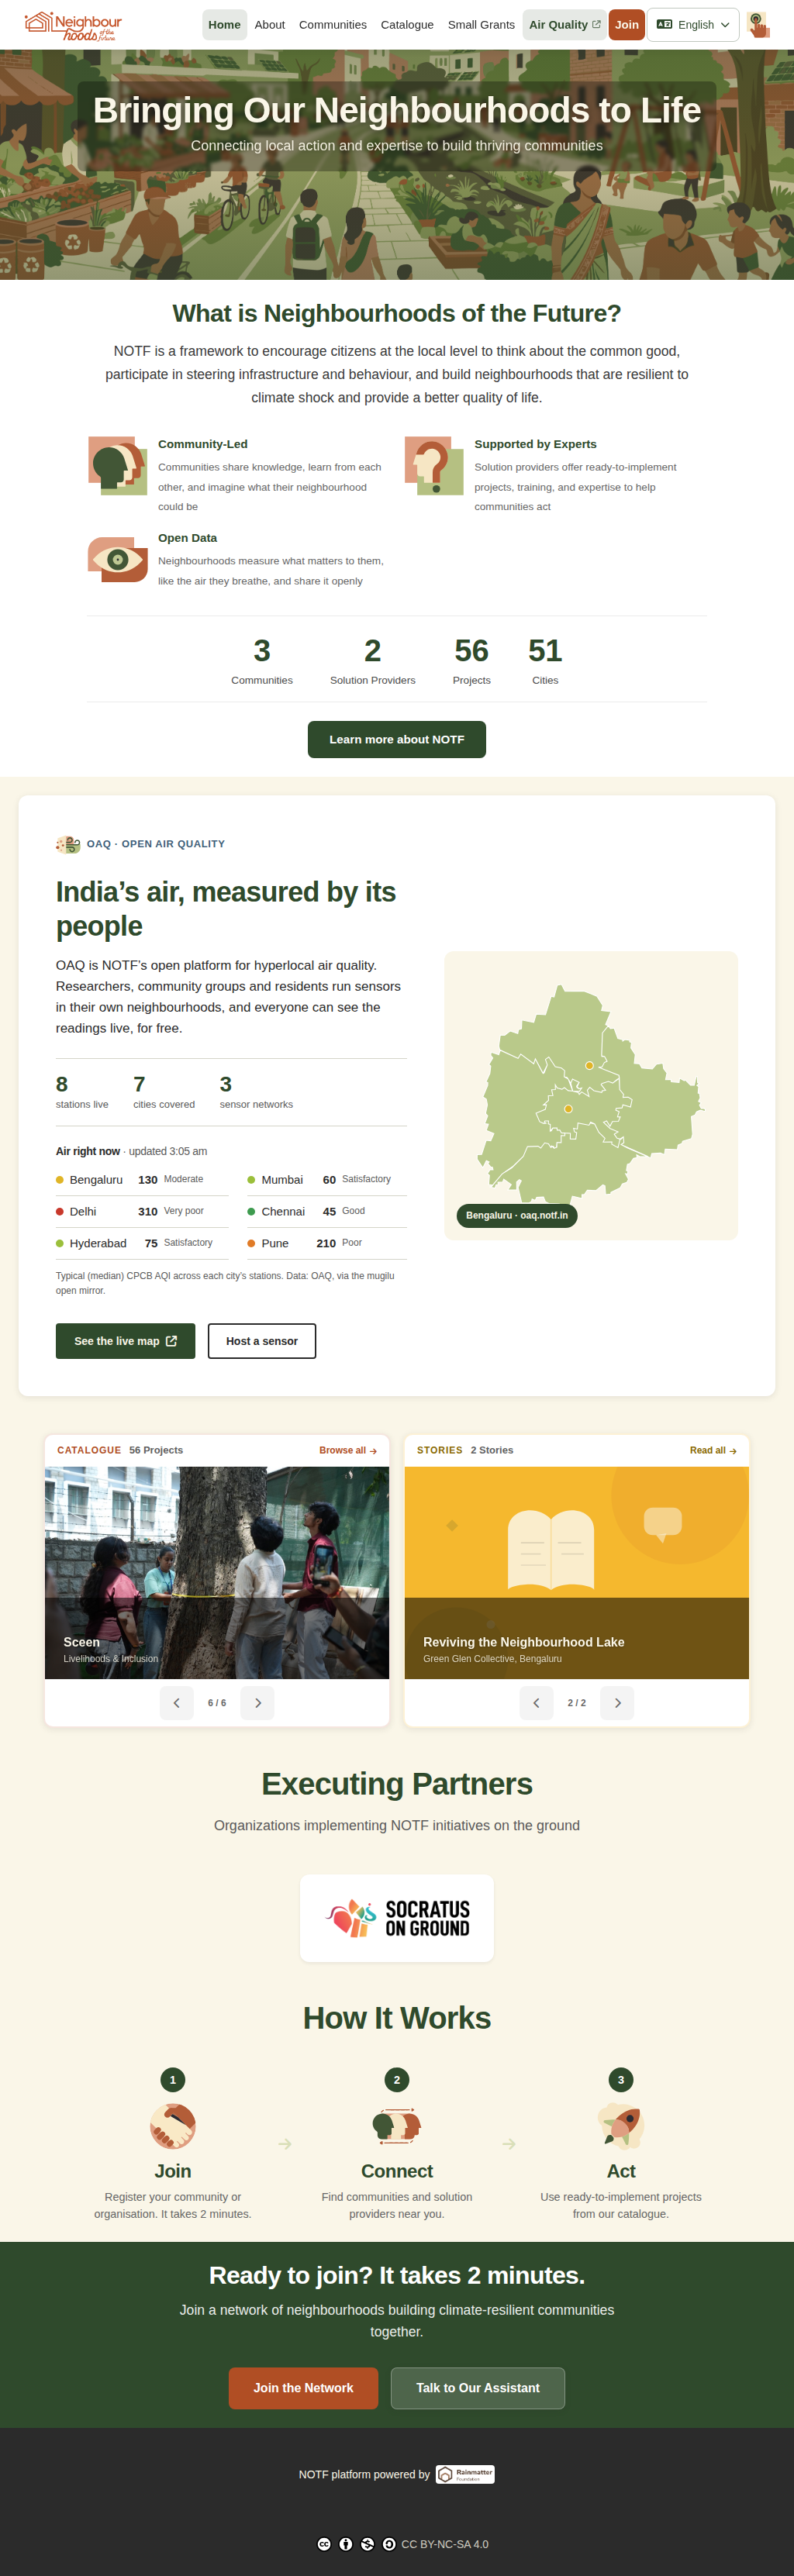 Neighbour
hoods of the future
Home About Communities Catalogue Small Grants Air Quality Join English
Bringing Our Neighbourhoods to Life
Connecting local action and expertise to build thriving communities
What is Neighbourhoods of the Future?
NOTF is a framework to encourage citizens at the local level to think about the common good,
participate in steering infrastructure and behaviour, and build neighbourhoods that are resilient to
climate shock and provide a better quality of life.
Community-Led
Communities share knowledge, learn from each
other, and imagine what their neighbourhood
could be
Supported by Experts
Solution providers offer ready-to-implement
projects, training, and expertise to help
communities act
Open Data
Neighbourhoods measure what matters to them,
like the air they breathe, and share it openly
3 2 56 51
Communities Solution Providers Projects Cities
Learn more about NOTF
OAQ · OPEN AIR QUALITY
India’s air, measured by its
people
OAQ is NOTF’s open platform for hyperlocal air quality.
Researchers, community groups and residents run sensors
in their own neighbourhoods, and everyone can see the
readings live, for free.
8 7 3
stations live cities covered sensor networks
Air right now · updated 3:05 am
Bengaluru 130 Moderate Mumbai 60 Satisfactory
Delhi 310 Very poor Chennai 45 Good
Hyderabad 75 Satisfactory Pune 210 Poor
Typical (median) CPCB AQI across each city’s stations. Data: OAQ, via the mugilu
open mirror.
See the live map Host a sensor
Bengaluru · oaq.notf.in
CATALOGUE 56 Projects Browse all →
Sceen
Livelihoods & Inclusion
6 / 6
STORIES 2 Stories Read all →
Reviving the Neighbourhood Lake
Green Glen Collective, Bengaluru
2 / 2
Executing Partners
Organizations implementing NOTF initiatives on the ground
SOCRATUS
ON GROUND
How It Works
1
Join
Register your community or
organisation. It takes 2 minutes.
2
Connect
Find communities and solution
providers near you.
3
Act
Use ready-to-implement projects
from our catalogue.
Ready to join? It takes 2 minutes.
Join a network of neighbourhoods building climate-resilient communities
together.
Join the Network Talk to Our Assistant
NOTF platform powered by Rainmatter
Foundation
CC BY-NC-SA 4.0